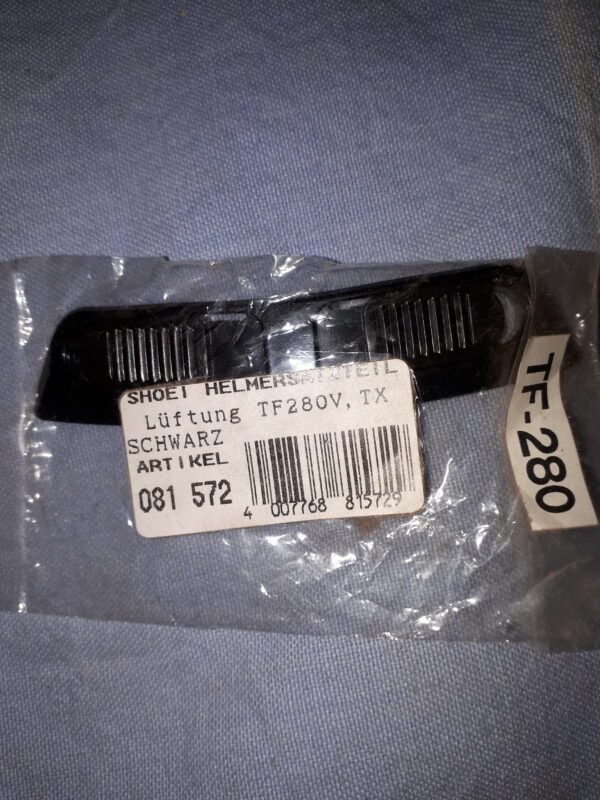 SHOEI HELMERSATZTEIL
Lüftung TF280V, TX
SCHWARZ
ARTIKEL
081 572
4 007768 815729
TF-280